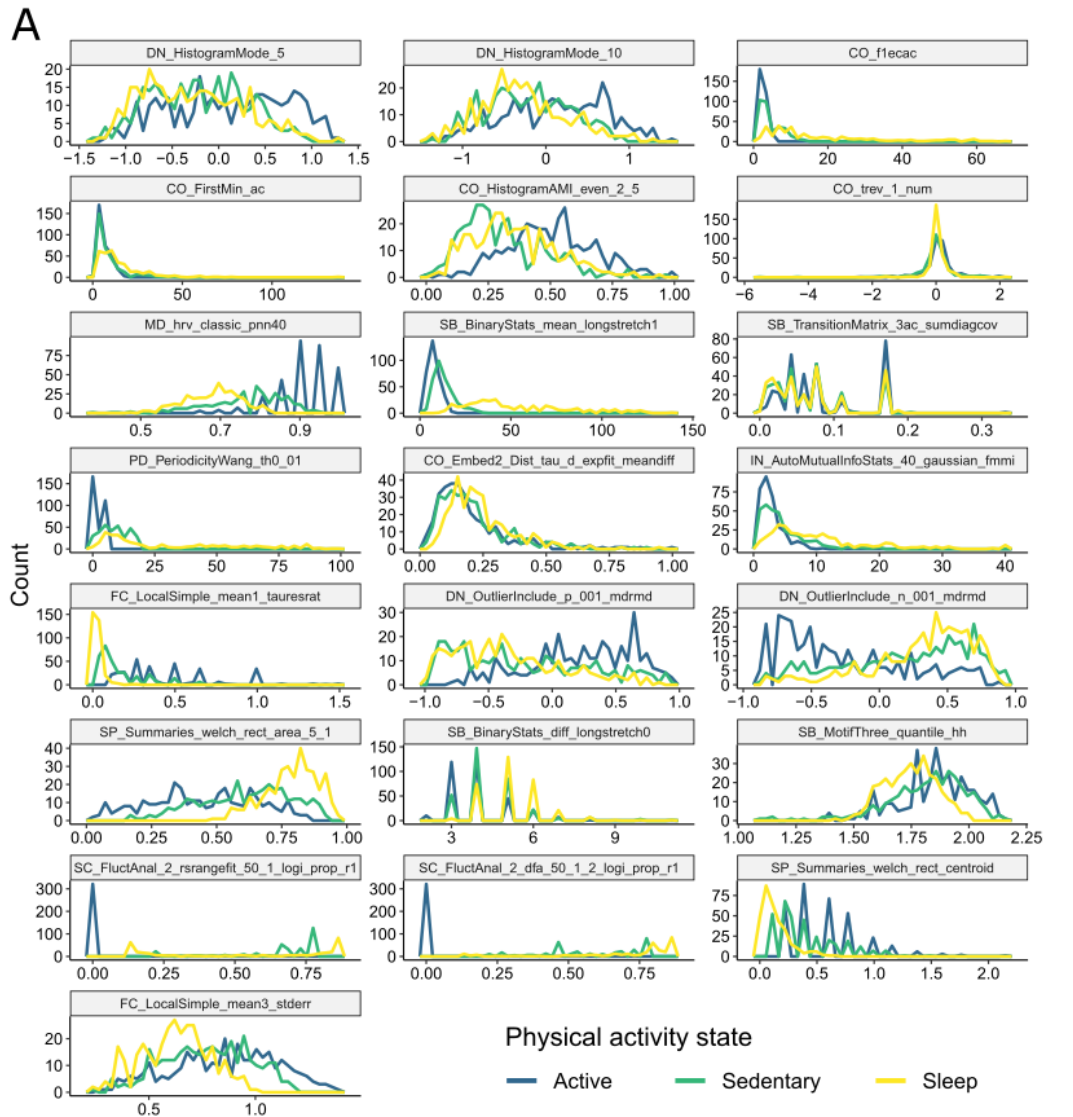 A
DN_HistogramMode_5
20
15
10
5
0
−1.5 −1.0 −0.5 0.0 0.5 1.0 1.5
DN_HistogramMode_10
20
10
0
−1 0 1
CO_f1ecac
150
100
50
0
0 20 40 60
CO_FirstMin_ac
150
100
50
0
0 50 100
CO_HistogramAMI_even_2_5
20
10
0
0.00 0.25 0.50 0.75 1.00
CO_trev_1_num
150
100
50
0
−6 −4 −2 0 2
MD_hrv_classic_pnn40
75
50
25
0
0.5 0.7 0.9
SB_BinaryStats_mean_longstretch1
100
50
0
0 50 100 150
SB_TransitionMatrix_3ac_sumdiagcov
80
60
40
20
0
0.0 0.1 0.2 0.3
PD_PeriodicityWang_th0_01
150
100
50
0
0 25 50 75 100
CO_Embed2_Dist_tau_d_expfit_meandiff
40
30
20
10
0
0.00 0.25 0.50 0.75 1.00
IN_AutoMutualInfoStats_40_gaussian_fmmi
75
50
25
0
0 10 20 30 40
Count
FC_LocalSimple_mean1_tauresrat
150
100
50
0
0.0 0.5 1.0 1.5
DN_OutlierInclude_p_001_mdrmd
30
20
10
0
−1.0 −0.5 0.0 0.5 1.0
DN_OutlierInclude_n_001_mdrmd
25
20
15
10
5
0
−1.0 −0.5 0.0 0.5 1.0
SP_Summaries_welch_rect_area_5_1
40
30
20
10
0
0.00 0.25 0.50 0.75 1.00
SB_BinaryStats_diff_longstretch0
150
100
50
0
3 6 9
SB_MotifThree_quantile_hh
30
20
10
0
1.00 1.25 1.50 1.75 2.00 2.25
SC_FluctAnal_2_rsrangefit_50_1_logi_prop_r1
300
200
100
0
0.00 0.25 0.50 0.75
SC_FluctAnal_2_dfa_50_1_2_logi_prop_r1
300
200
100
0
0.00 0.25 0.50 0.75
SP_Summaries_welch_rect_centroid
75
50
25
0
0.0 0.5 1.0 1.5 2.0
FC_LocalSimple_mean3_stderr
20
10
0
0.5 1.0
Physical activity state
Active Sedentary Sleep